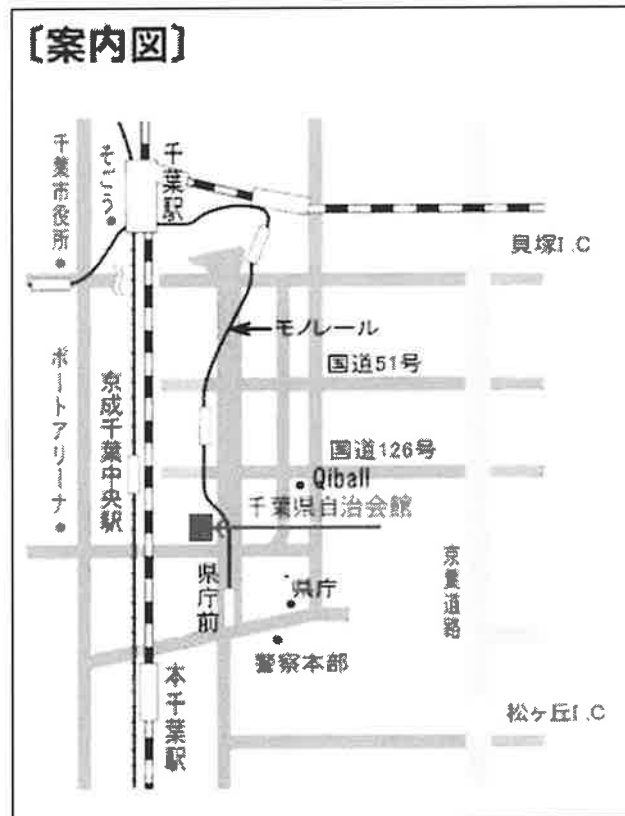 〔案内図〕
千葉市役所
そごう
千葉駅
貝塚I.C
モノレール
国道51号
ポートアリーナ
京成千葉中央駅
国道126号
Qiball
千葉県自治会館
県庁前
県庁
京葉道路
警察本部
本千葉駅
松ヶ丘I.C